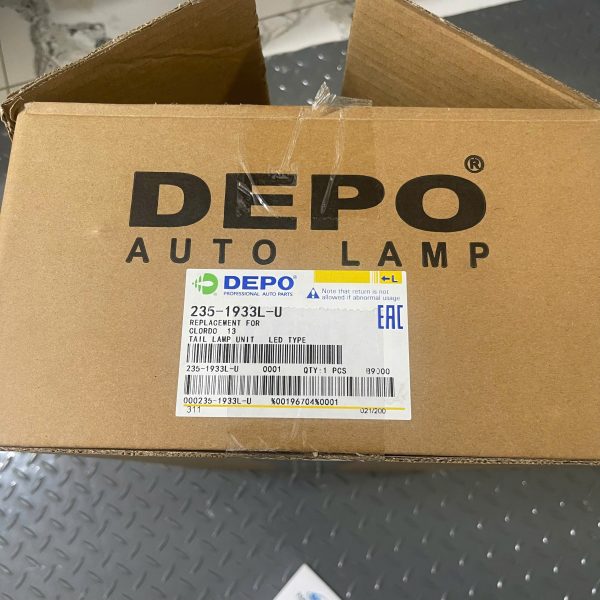 DEPO®
AUTO LAMP
DEPO®
PROFESSIONAL AUTO PARTS
←L
Note that return is not
allowed if abnormal usage
235-1933L-U
REPLACEMENT FOR
CLORDO 13
TAIL LAMP UNIT LED TYPE
EAC
235-1933L-U 0001 QTY:1 PCS B9000
000235-1933L-U %00196704%0001
311 021/200